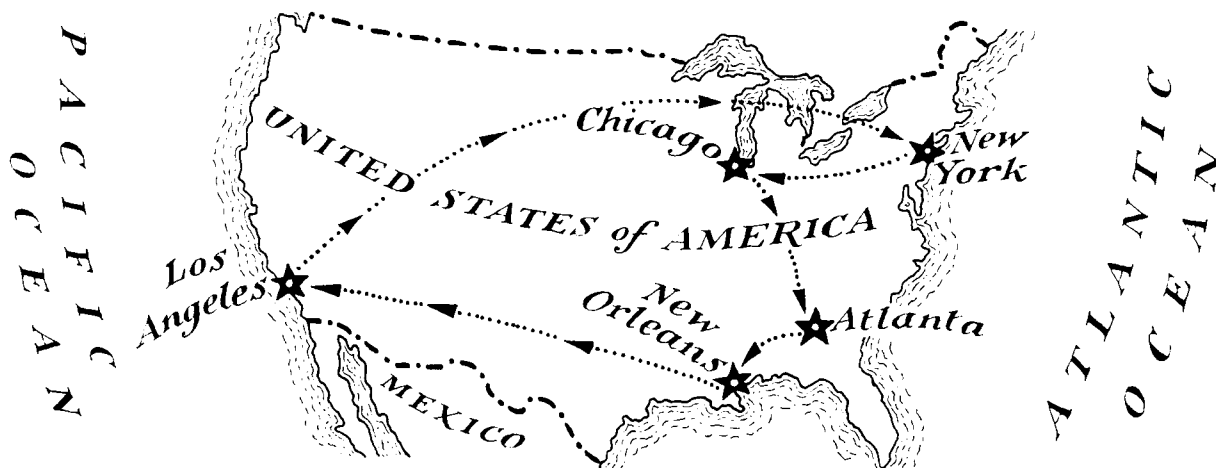 PACIFIC
OCEAN
UNITED STATES of AMERICA
Chicago
New
York
Los
Angeles
New
Orleans
Atlanta
MEXICO
ATLANTIC
OCEAN